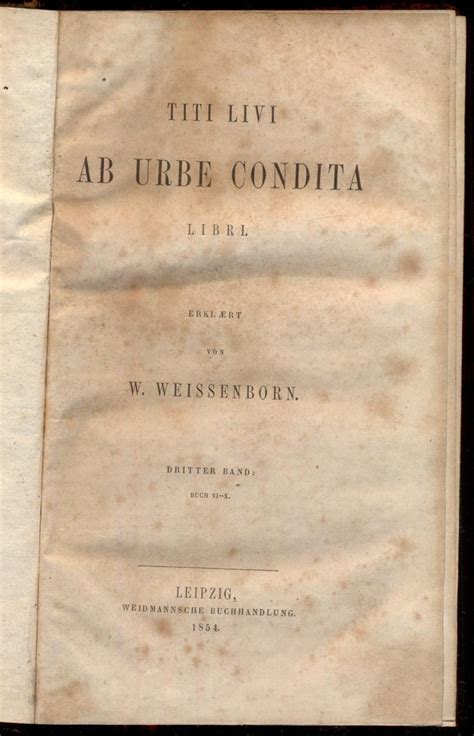 TITI LIVI
AB URBE CONDITA
LIBRI.
ERKLÆRT
VON
W. WEISSENBORN.
DRITTER BAND:
BUCH VI–X.
LEIPZIG,
WEIDMANNSCHE BUCHHANDLUNG.
1854.